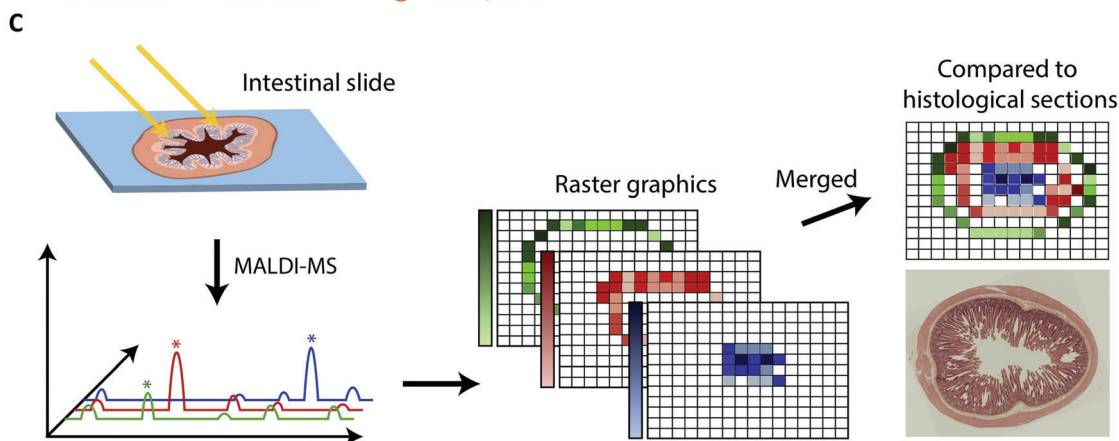 C
Intestinal slide
MALDI-MS
*
*
*
Raster graphics
Merged
Compared to
histological sections